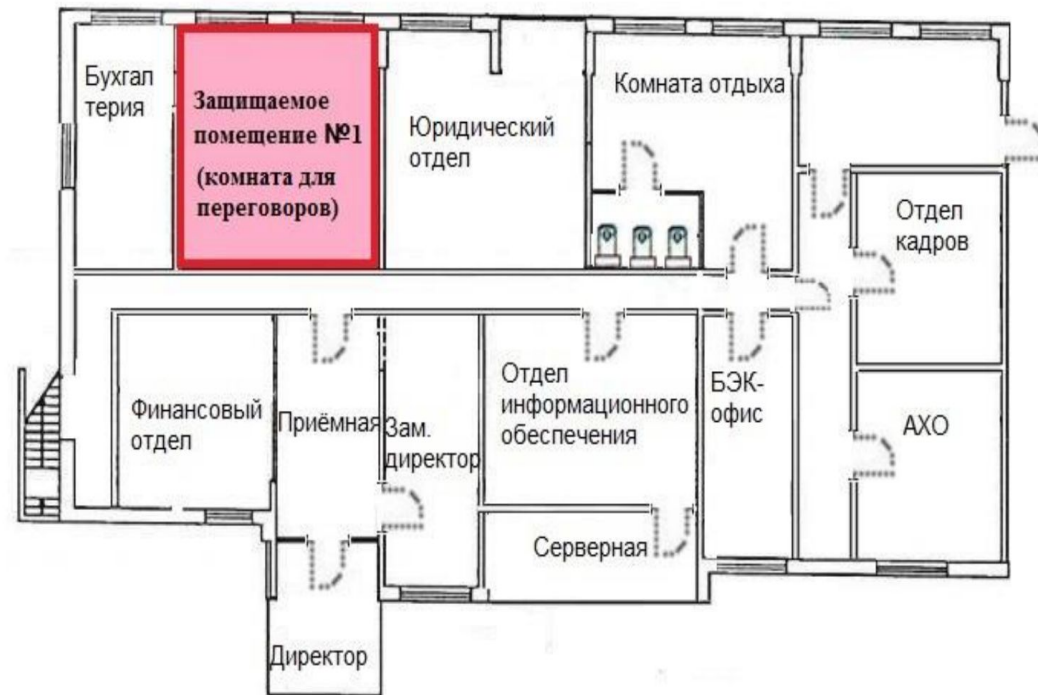 Бухгал
терия
Защищаемое
помещение №1
(комната для
переговоров)
Юридический
отдел
Комната отдыха
Отдел
кадров
Финансовый
отдел
Приёмная
Зам.
директор
Отдел
информационного
обеспечения
БЭК-
офис
АХО
Серверная
Директор